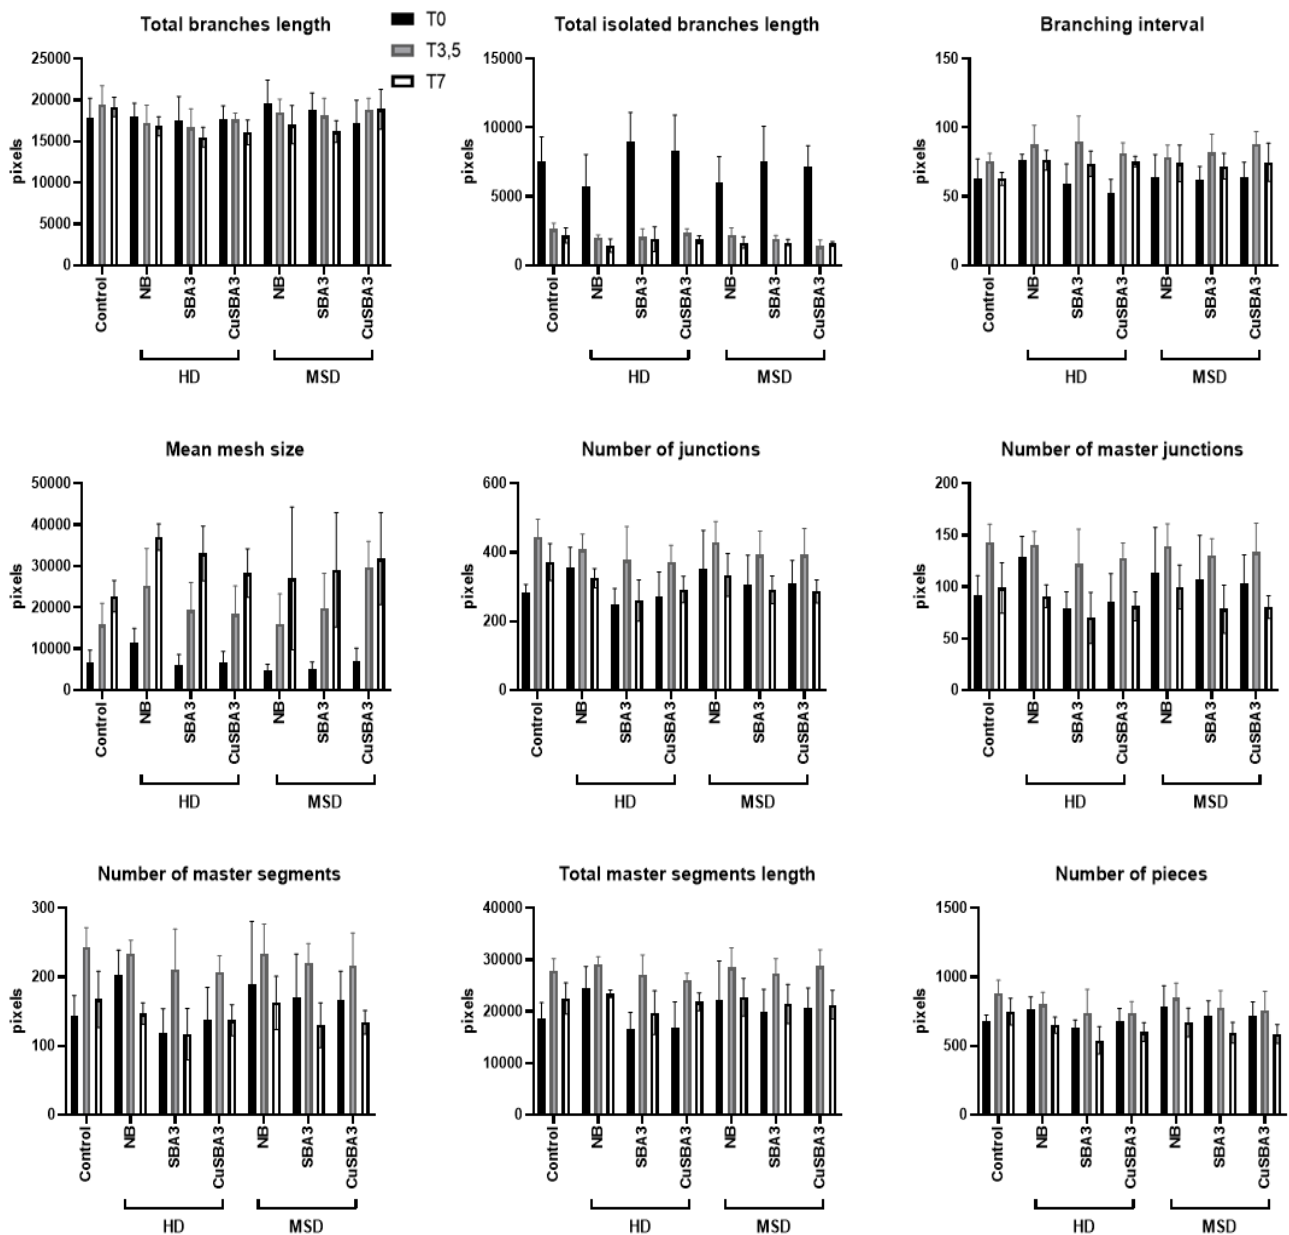 Total branches length
Total isolated branches length
Branching interval
T0
T3,5
T7
pixels
25000
20000
15000
10000
5000
0
Control
NB
SBA3
CuSBA3
NB
SBA3
CuSBA3
HD
MSD
pixels
15000
10000
5000
0
Control
NB
SBA3
CuSBA3
NB
SBA3
CuSBA3
HD
MSD
pixels
150
100
50
0
Control
NB
SBA3
CuSBA3
NB
SBA3
CuSBA3
HD
MSD
Mean mesh size
pixels
50000
40000
30000
20000
10000
0
Control
NB
SBA3
CuSBA3
NB
SBA3
CuSBA3
HD
MSD
Number of junctions
pixels
600
400
200
0
Control
NB
SBA3
CuSBA3
NB
SBA3
CuSBA3
HD
MSD
Number of master junctions
pixels
200
150
100
50
0
Control
NB
SBA3
CuSBA3
NB
SBA3
CuSBA3
HD
MSD
Number of master segments
pixels
300
200
100
0
Control
NB
SBA3
CuSBA3
NB
SBA3
CuSBA3
HD
MSD
Total master segments length
pixels
40000
30000
20000
10000
0
Control
NB
SBA3
CuSBA3
NB
SBA3
CuSBA3
HD
MSD
Number of pieces
pixels
1500
1000
500
0
Control
NB
SBA3
CuSBA3
NB
SBA3
CuSBA3
HD
MSD